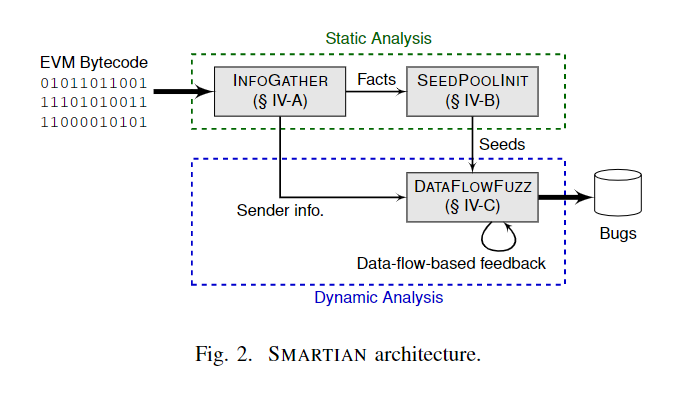 Static Analysis
EVM Bytecode
01011011001
11101010011
11000010101
INFOGATHER
(§ IV-A)
Facts
SEEDPOOLINIT
(§ IV-B)
Seeds
DATAFLOWFUZZ
(§ IV-C)
Sender info.
Bugs
Data-flow-based feedback
Dynamic Analysis
Fig. 2. SMARTIAN architecture.